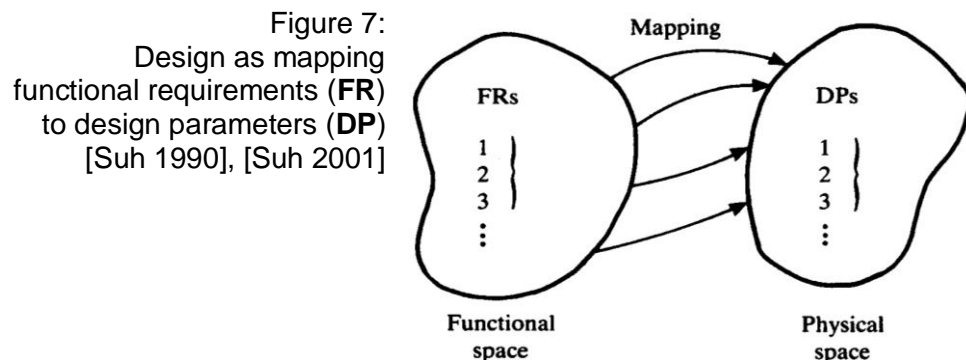 Figure 7:
Design as mapping
functional requirements (FR)
to design parameters (DP)
[Suh 1990], [Suh 2001]
Mapping
FRs
1
2
3
⋮
DPs
1
2
3
⋮
Functional
space
Physical
space